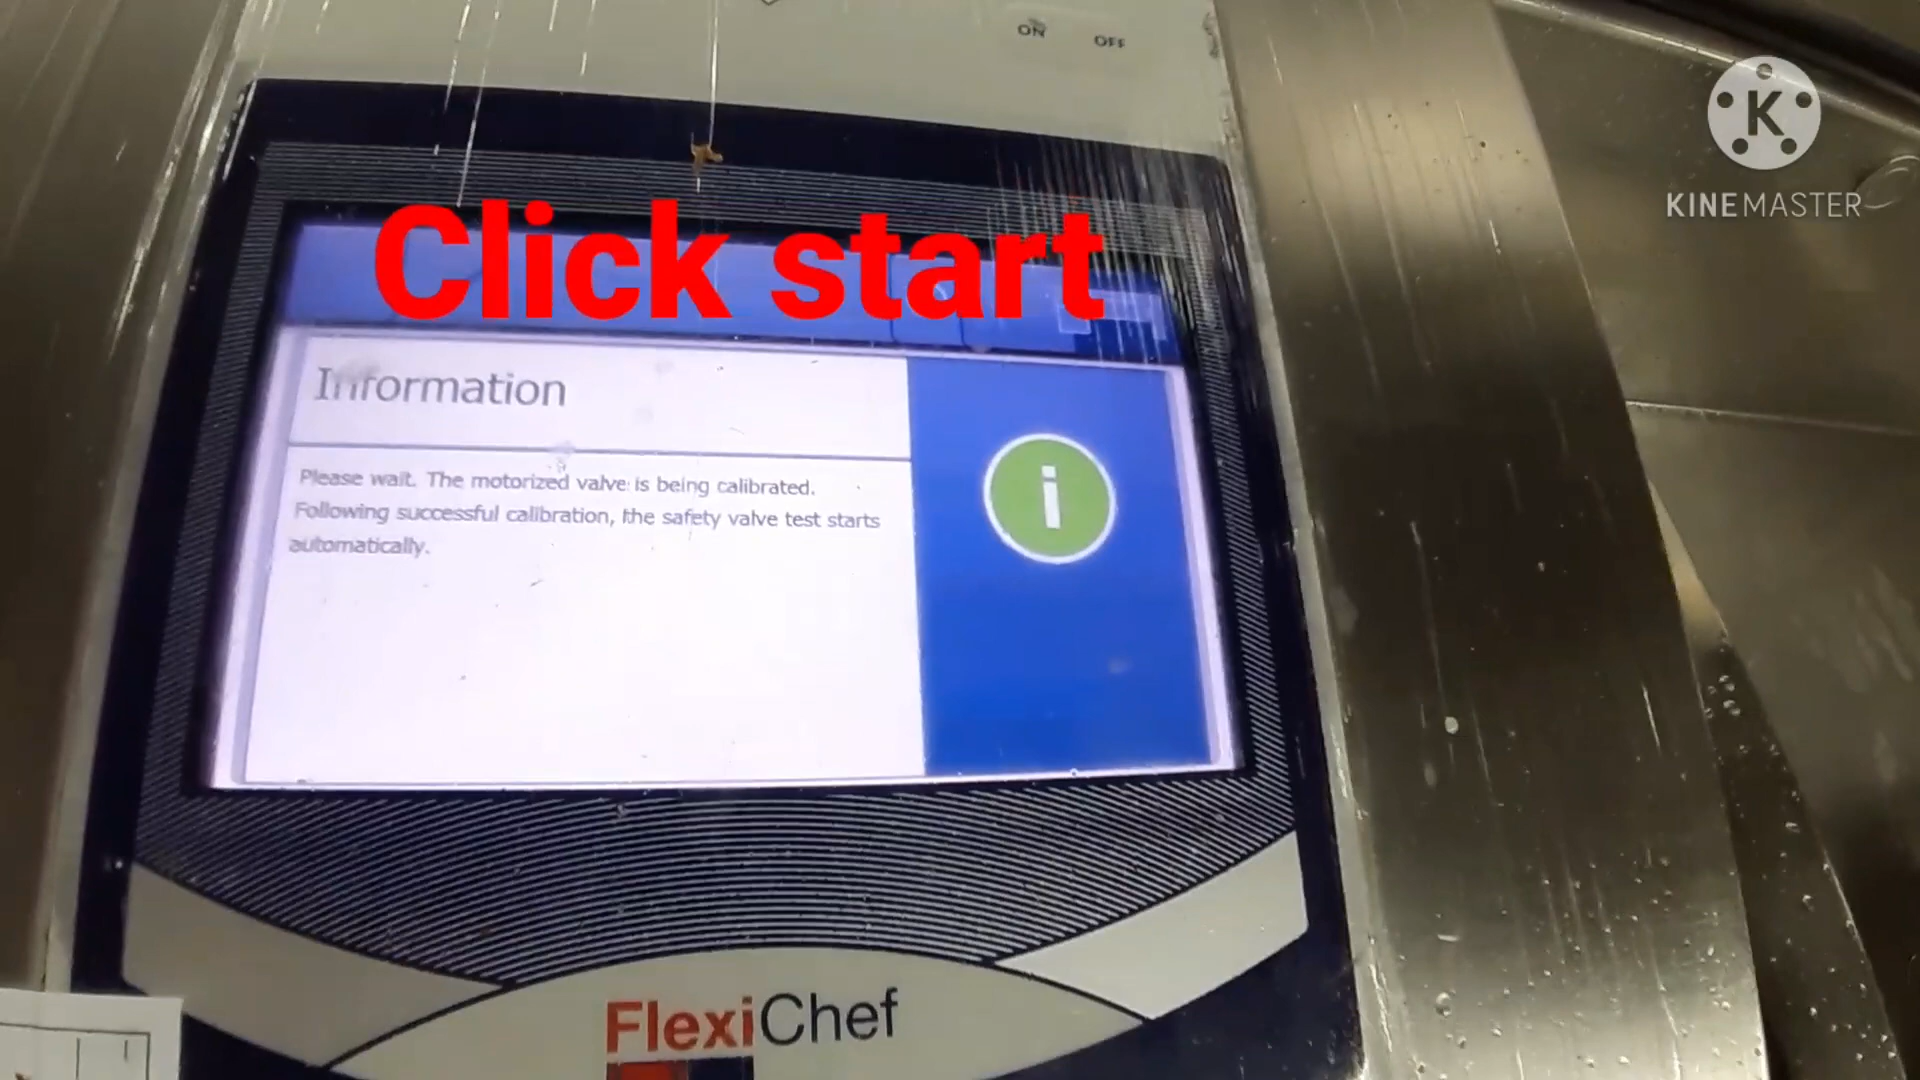 ON OFF
K
KINEMASTER
Click start
Information
Please wait. The motorized valve is being calibrated.
Following successful calibration, the safety valve test starts
automatically.
i
FlexiChef